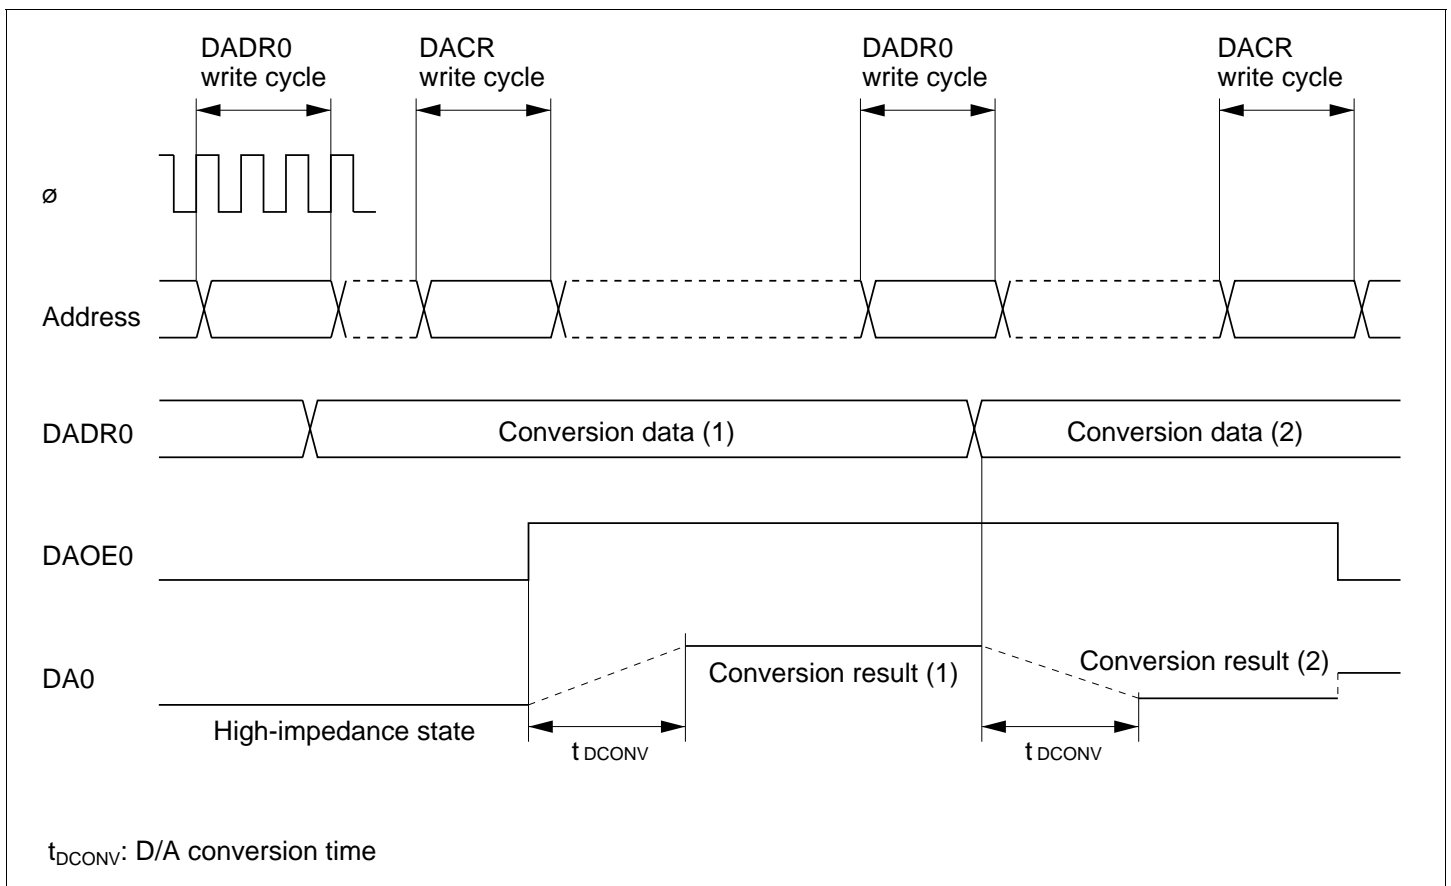 DADR0
write cycle
DACR
write cycle
DADR0
write cycle
DACR
write cycle
ø
Address
DADR0
Conversion data (1)
Conversion data (2)
DAOE0
DA0
Conversion result (1)
Conversion result (2)
High-impedance state
t DCONV
t DCONV
tDCONV: D/A conversion time